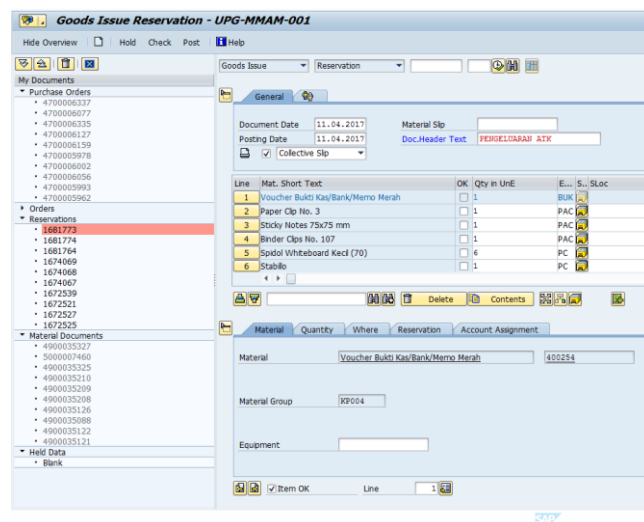 Goods Issue Reservation - UPG-MMAM-001
Hide Overview Hold Check Post Help
My Documents
Purchase Orders
4700006337
4700006077
4700006335
4700006127
4700006159
4700005978
4700006002
4700006056
4700005993
4700005962
Orders
Reservations
1681773
1681774
1681764
1674069
1674068
1674067
1672539
1672521
1672527
1672525
Material Documents
4900035327
5000007460
4900035325
4900035210
4900035209
4900035208
4900035126
4900035088
4900035122
4900035121
Held Data
Blank
Goods Issue Reservation
General
Document Date 11.04.2017 Material Slip
Posting Date 11.04.2017 Doc.Header Text PENGELUARAN ATK
Collective Slip
Line Mat. Short Text OK Qty in UnE E... S.. SLoc
1 Voucher Bukti Kas/Bank/Memo Merah 1 BUK
2 Paper Clip No. 3 1 PAC
3 Sticky Notes 75x75 mm 1 PAC
4 Binder Clips No. 107 1 PAC
5 Spidol Whiteboard Kecil (70) 6 PC
6 Stabillo 1 PC
Delete Contents
Material Quantity Where Reservation Account Assignment
Material Voucher Bukti Kas/Bank/Memo Merah 400254
Material Group KP004
Equipment
Item OK Line 1
SAP